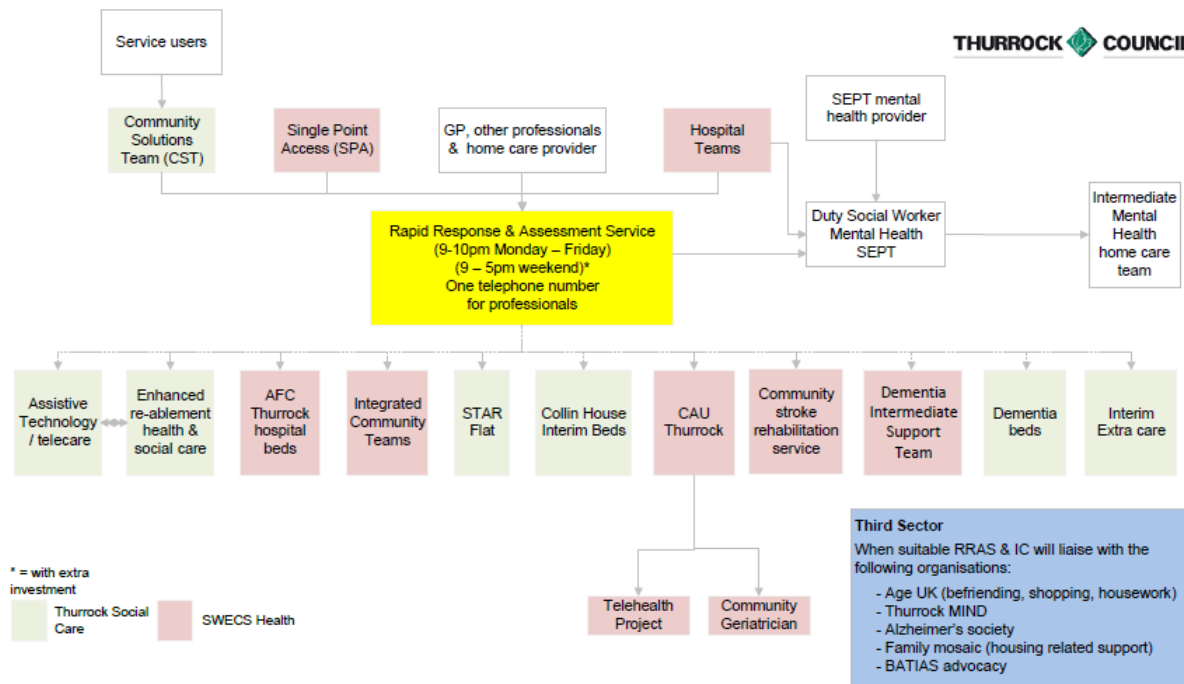 Service users
THURROCK COUNCIL
SEPT mental
health provider
Community
Solutions
Team (CST)
Single Point
Access (SPA)
GP, other professionals
& home care provider
Hospital
Teams
Rapid Response & Assessment Service
(9-10pm Monday – Friday)
(9 – 5pm weekend)*
One telephone number
for professionals
Duty Social Worker
Mental Health
SEPT
Intermediate
Mental
Health
home care
team
Assistive
Technology
/ telecare
Enhanced
re-ablement
health &
social care
AFC
Thurrock
hospital
beds
Integrated
Community
Teams
STAR
Flat
Collin House
Interim Beds
CAU
Thurrock
Community
stroke
rehabilitation
service
Dementia
Intermediate
Support
Team
Dementia
beds
Interim
Extra care
Telehealth
Project
Community
Geriatrician
* = with extra
investment
Thurrock Social
Care
SWECS Health
Third Sector
When suitable RRAS & IC will liaise with the
following organisations:
- Age UK (befriending, shopping, housework)
- Thurrock MIND
- Alzheimer's society
- Family mosaic (housing related support)
- BATIAS advocacy